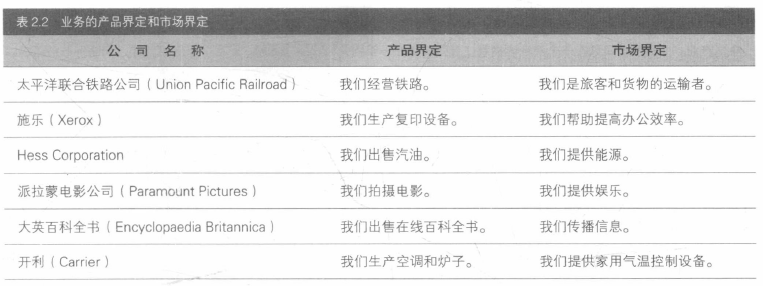 表 2.2 业务的产品界定和市场界定
公 司 名 称 产品界定 市场界定
太平洋联合铁路公司（Union Pacific Railroad） 我们经营铁路。 我们是旅客和货物的运输者。
施乐（Xerox） 我们生产复印设备。 我们帮助提高办公效率。
Hess Corporation 我们出售汽油。 我们提供能源。
派拉蒙电影公司（Paramount Pictures） 我们拍摄电影。 我们提供娱乐。
大英百科全书（Encyclopaedia Britannica） 我们出售在线百科全书。 我们传播信息。
开利（Carrier） 我们生产空调和炉子。 我们提供家用气温控制设备。